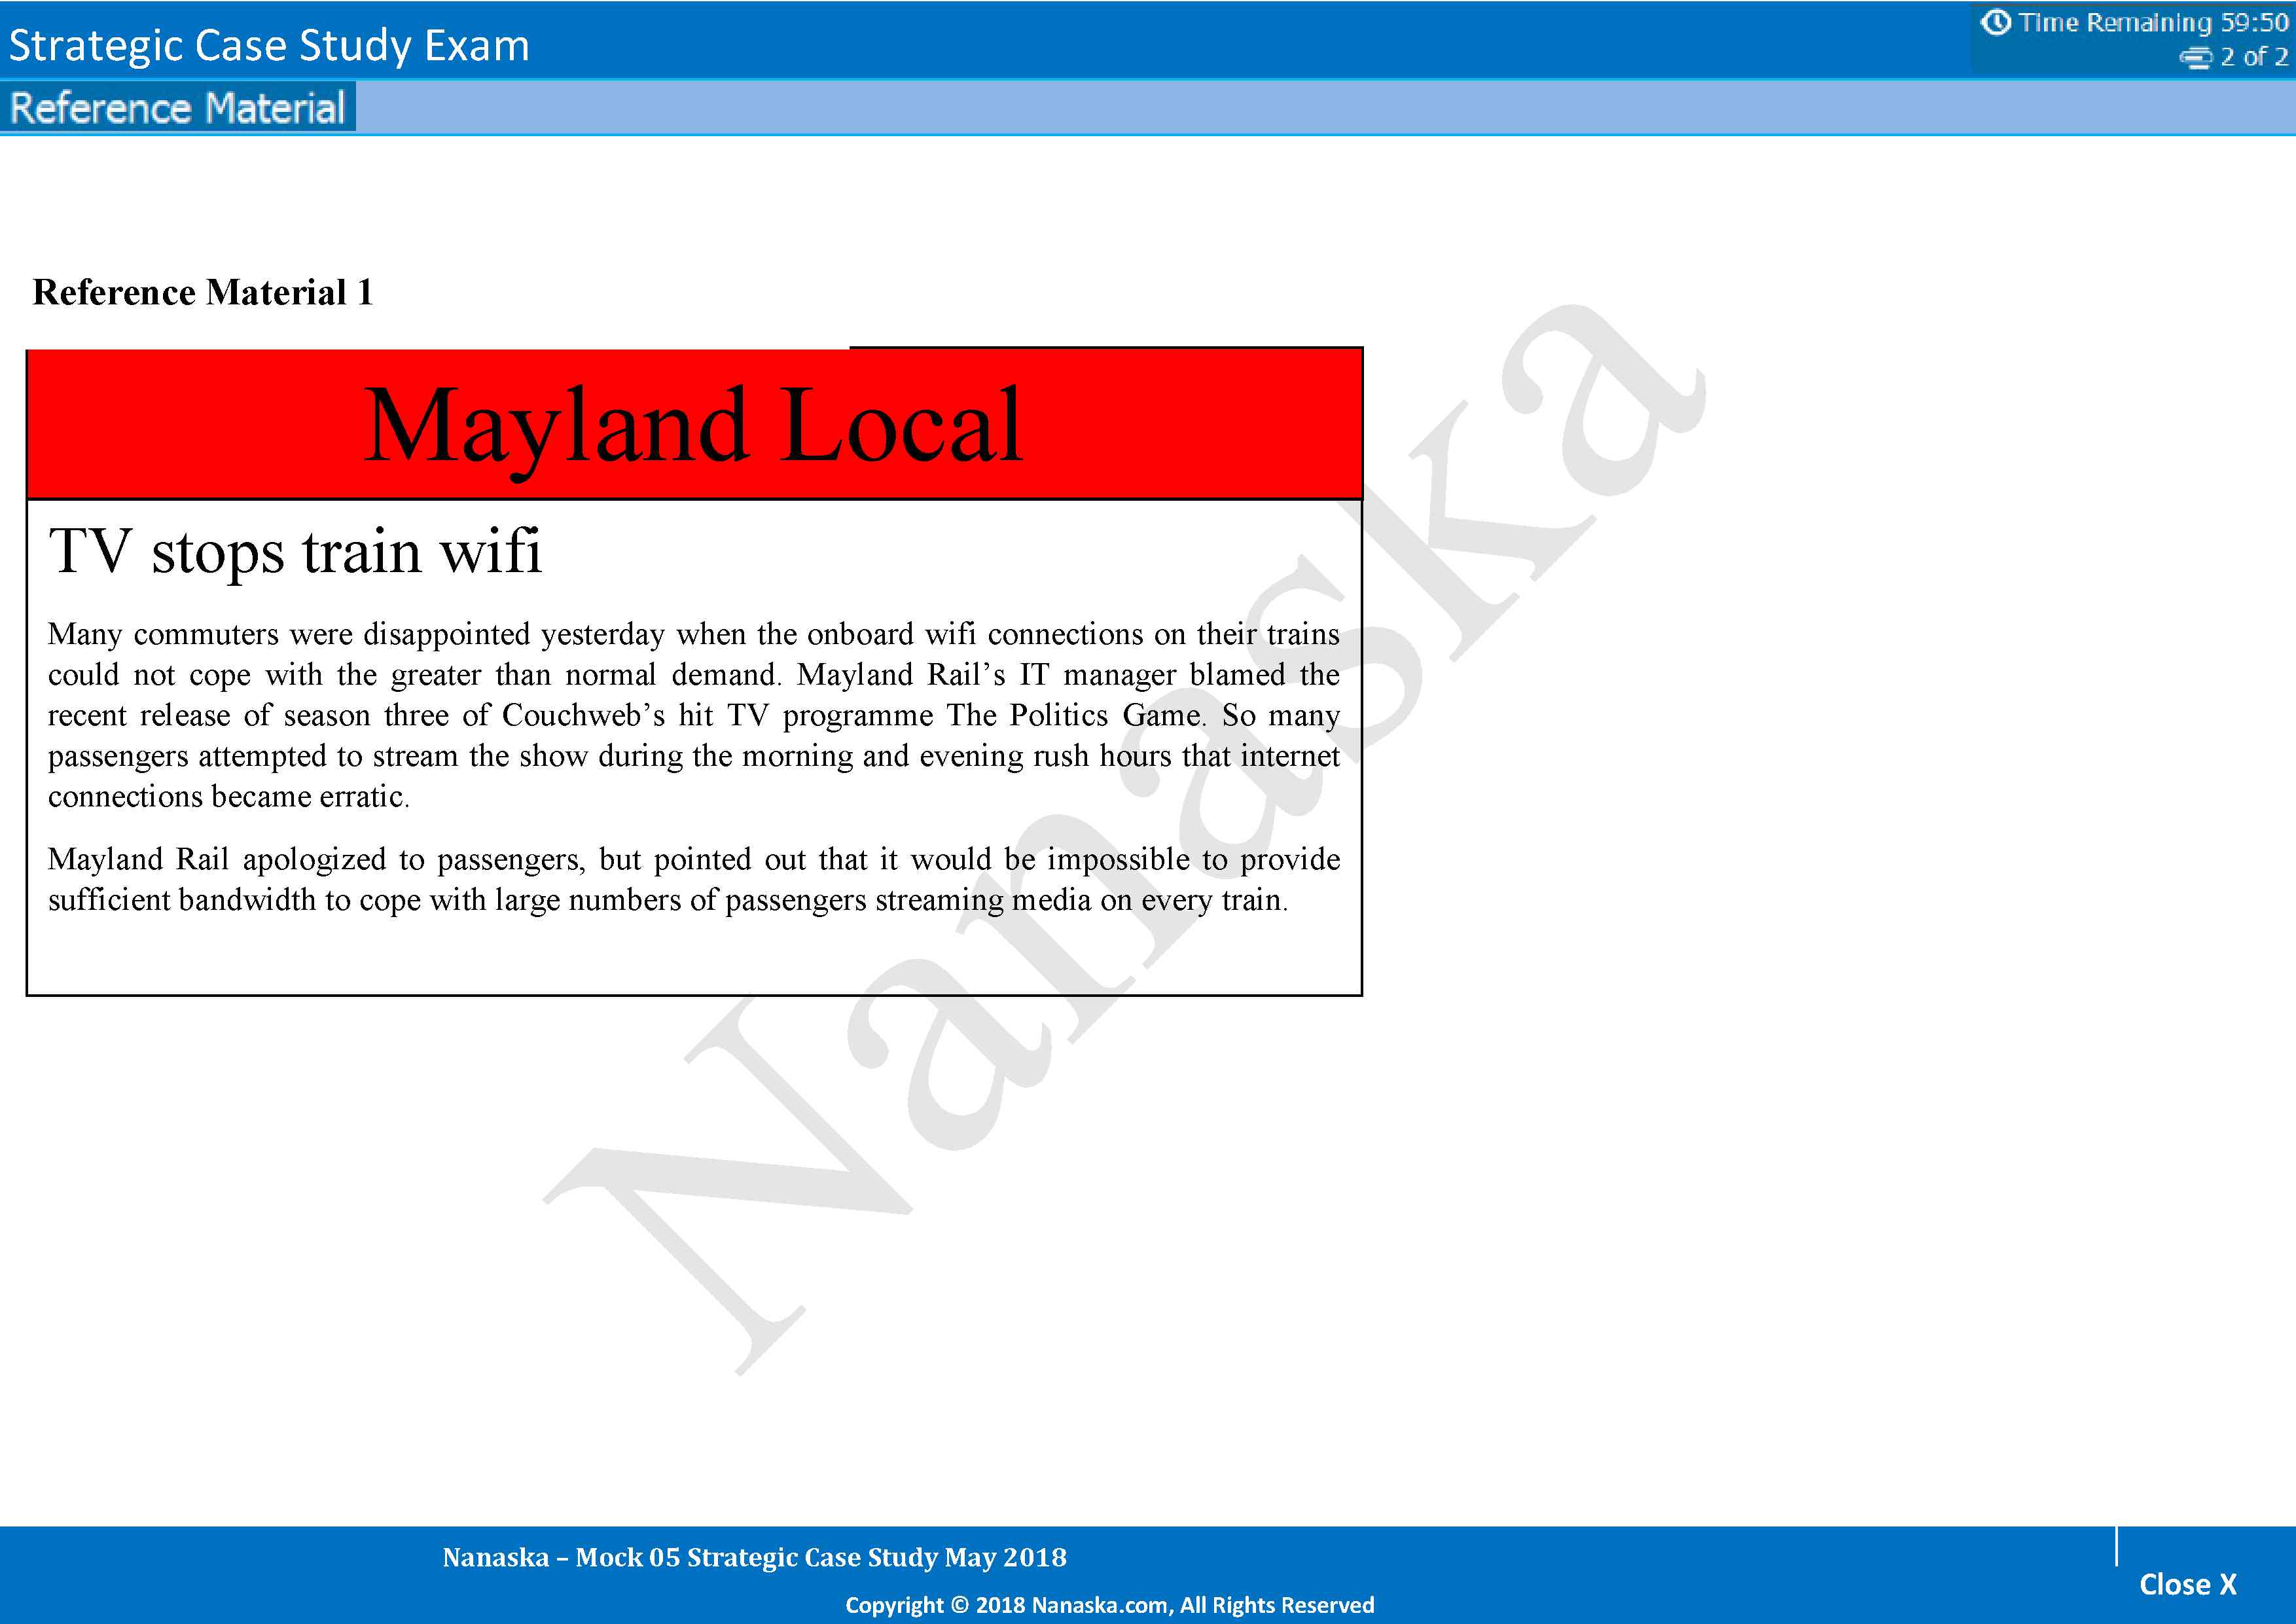 Strategic Case Study Exam
Time Remaining 59:50
2 of 2
Reference Material
Reference Material 1
Mayland Local
TV stops train wifi
Many commuters were disappointed yesterday when the onboard wifi connections on their trains
could not cope with the greater than normal demand. Mayland Rail’s IT manager blamed the
recent release of season three of Couchweb’s hit TV programme The Politics Game. So many
passengers attempted to stream the show during the morning and evening rush hours that internet
connections became erratic.
Mayland Rail apologized to passengers, but pointed out that it would be impossible to provide
sufficient bandwidth to cope with large numbers of passengers streaming media on every train.
Nanaska
Nanaska – Mock 05 Strategic Case Study May 2018
Close X
Copyright © 2018 Nanaska.com, All Rights Reserved